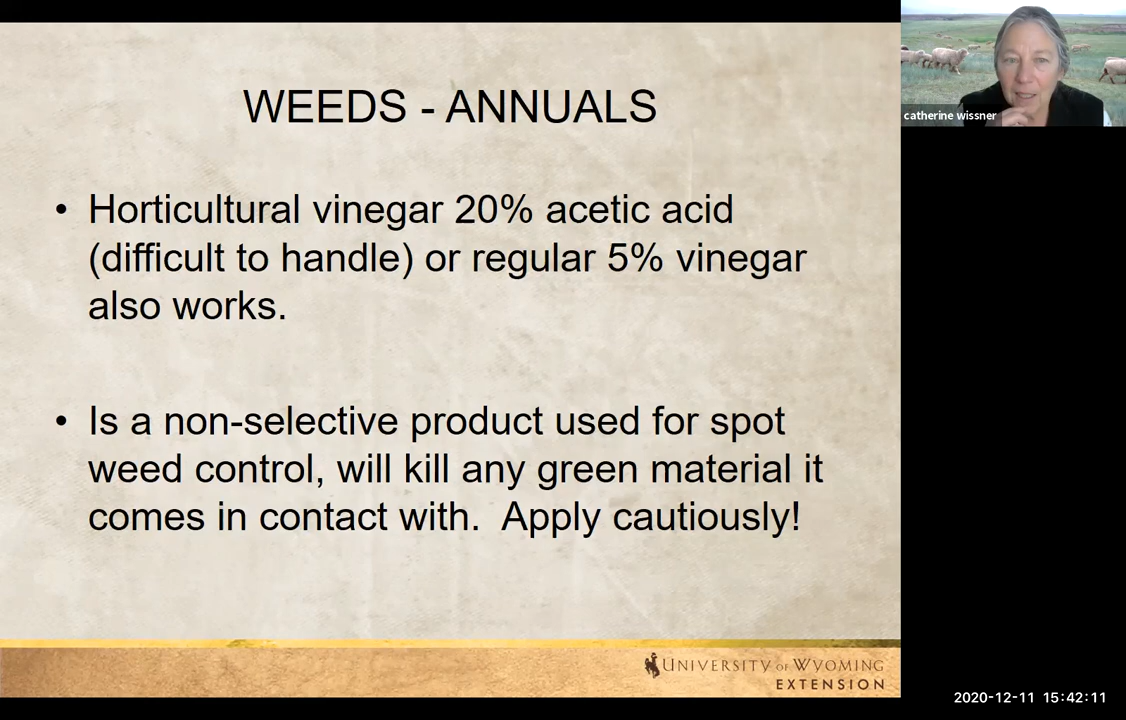 WEEDS - ANNUALS
• Horticultural vinegar 20% acetic acid
(difficult to handle) or regular 5% vinegar
also works.
• Is a non-selective product used for spot
weed control, will kill any green material it
comes in contact with.  Apply cautiously!
UNIVERSITY OF WYOMING
EXTENSION
catherine wissner
2020-12-11 15:42:11